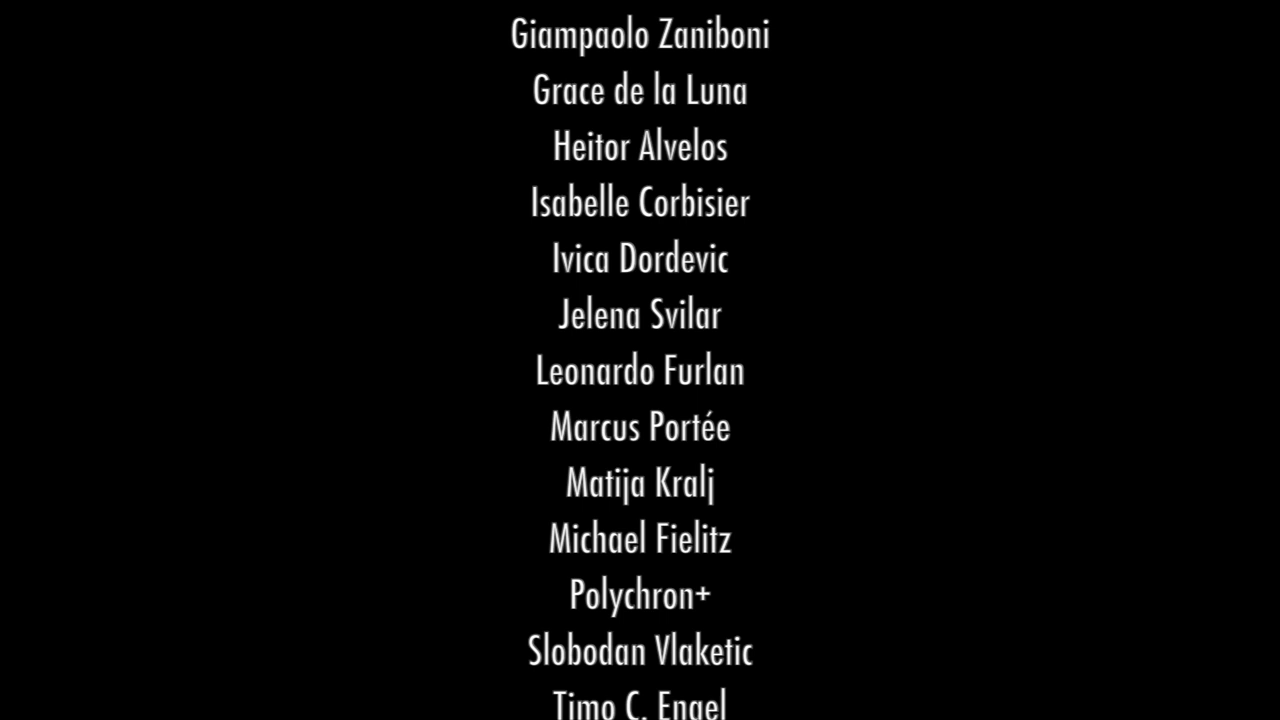 Giampaolo Zaniboni
Grace de la Luna
Heitor Alvelos
Isabelle Corbisier
Ivica Dordevic
Jelena Svilar
Leonardo Furlan
Marcus Portée
Matija Kralj
Michael Fielitz
Polychron+
Slobodan Vlaketic
Timo C. Engel